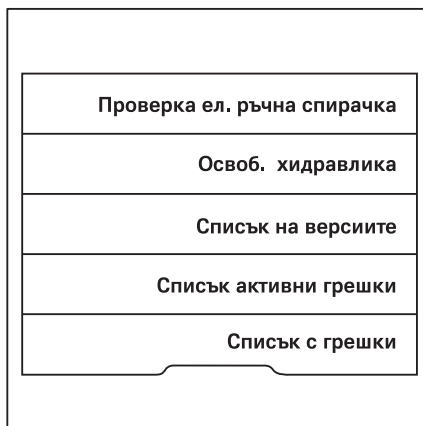 Проверка ел. ръчна спирачка
Освоб. хидравлика
Списък на версиите
Списък активни грешки
Списък с грешки